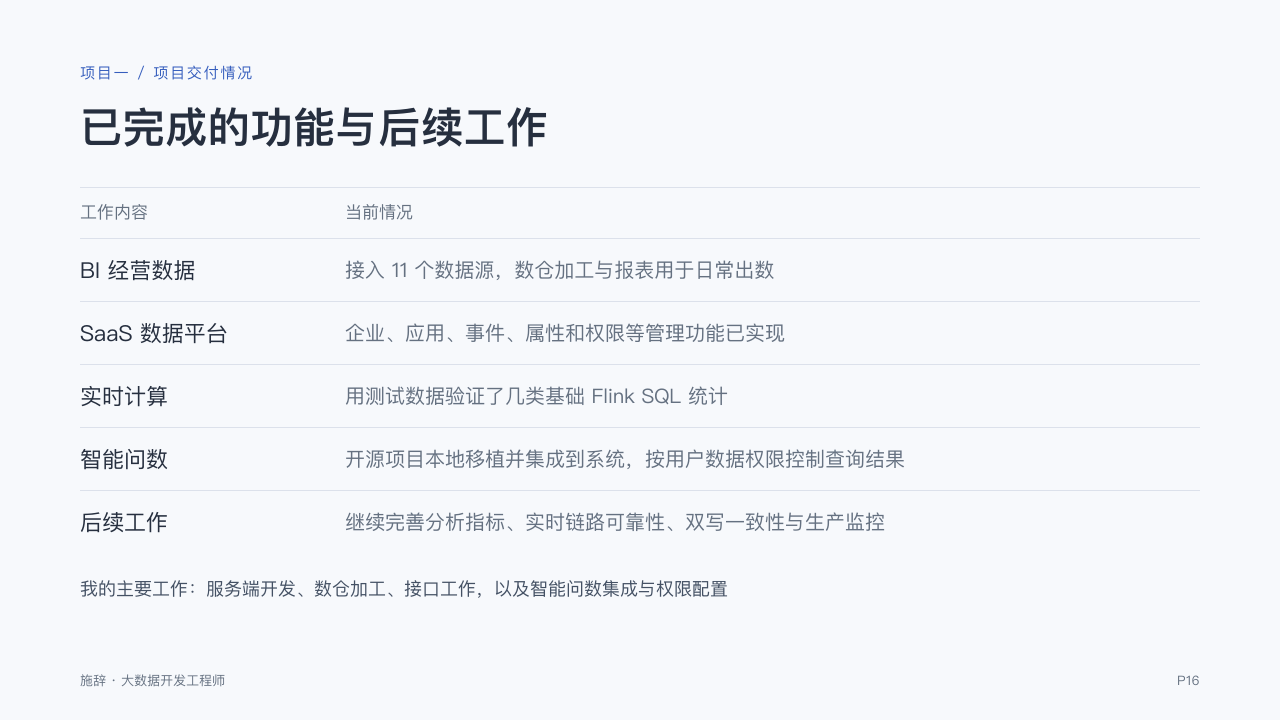 项目一 / 项目交付情况
已完成的功能与后续工作
工作内容 当前情况
BI 经营数据 接入 11 个数据源，数仓加工与报表用于日常出数
SaaS 数据平台 企业、应用、事件、属性和权限等管理功能已实现
实时计算 用测试数据验证了几类基础 Flink SQL 统计
智能问数 开源项目本地移植并集成到系统，按用户数据权限控制查询结果
后续工作 继续完善分析指标、实时链路可靠性、双写一致性与生产监控
我的主要工作：服务端开发、数仓加工、接口工作，以及智能问数集成与权限配置
施辞 · 大数据开发工程师 P16